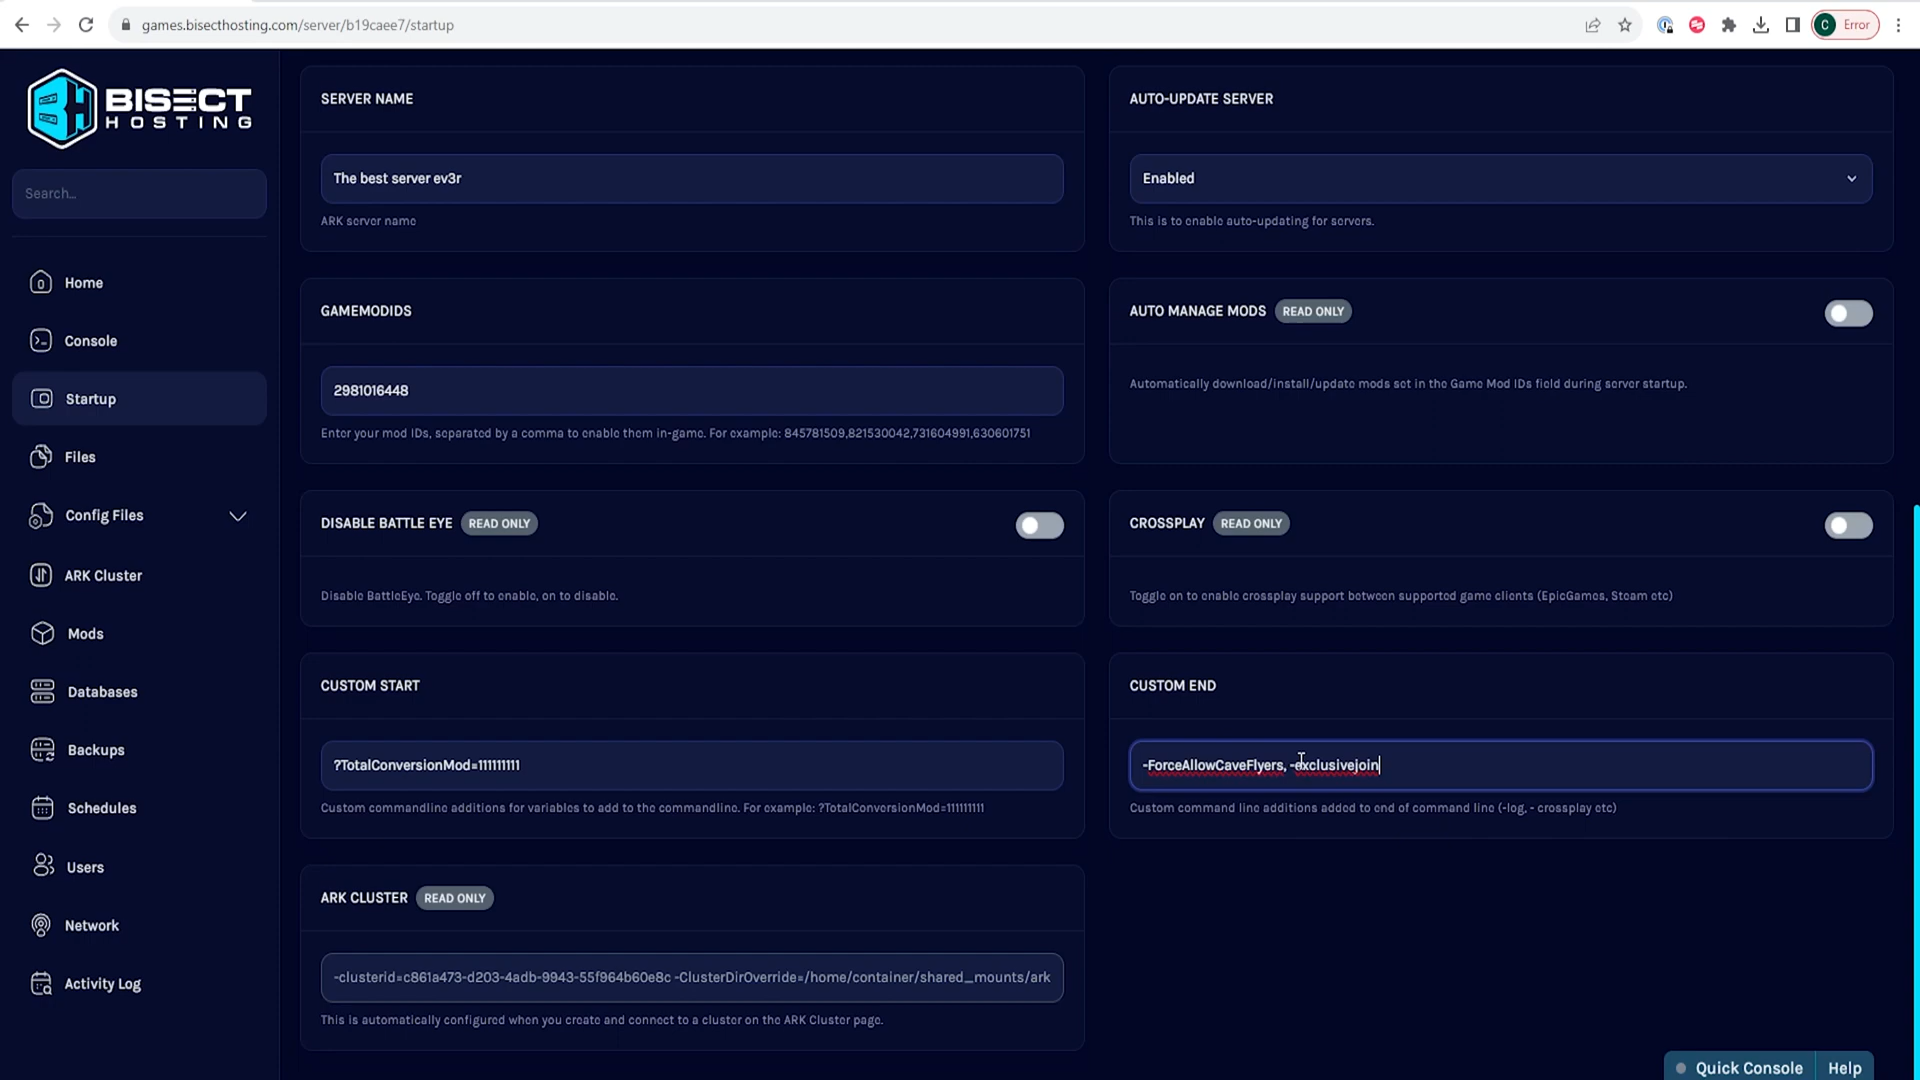 games.bisecthosting.com/server/b19caee7/startup
C Error
BISECT
HOSTING
Search...
Home
Console
Startup
Files
Config Files
ARK Cluster
Mods
Databases
Backups
Schedules
Users
Network
Activity Log
SERVER NAME
The best server ev3r
ARK server name
AUTO-UPDATE SERVER
Enabled
This is to enable auto-updating for servers.
GAMEMODIDS
2981016448
Enter your mod IDs, separated by a comma to enable them in-game. For example: 845781509,821530042,731604991,630601751
AUTO MANAGE MODS READ ONLY
Automatically download/install/update mods set in the Game Mod IDs field during server startup.
DISABLE BATTLE EYE READ ONLY
Disable BattleEye. Toggle off to enable, on to disable.
CROSSPLAY READ ONLY
Toggle on to enable crossplay support between supported game clients (EpicGames, Steam etc)
CUSTOM START
?TotalConversionMod=111111111
Custom commandline additions for variables to add to the commandline. For example: ?TotalConversionMod=111111111
CUSTOM END
-ForceAllowCaveFlyers, -exclusivejoin
Custom command line additions added to end of command line (-log, - crossplay etc)
ARK CLUSTER READ ONLY
-clusterid=c861a473-d203-4adb-9943-55f964b60e8c -ClusterDirOverride=/home/container/shared_mounts/ark
This is automatically configured when you create and connect to a cluster on the ARK Cluster page.
Quick Console
Help